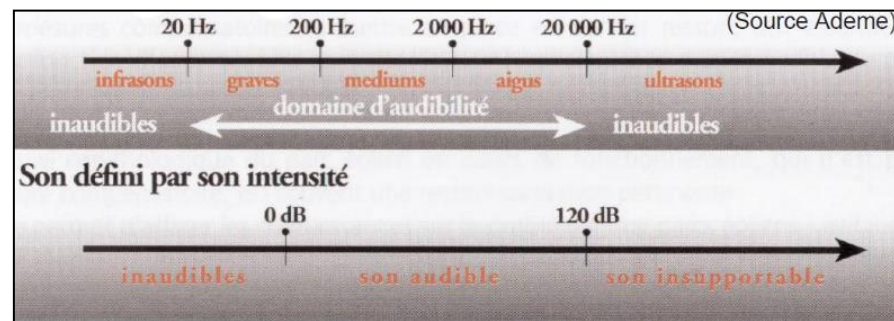 20 Hz 200 Hz 2 000 Hz 20 000 Hz (Source Ademe)
infrasons graves mediums aigus ultrasons
inaudibles domaine d'audibilité inaudibles
Son défini par son intensité
0 dB 120 dB
inaudibles son audible son insupportable